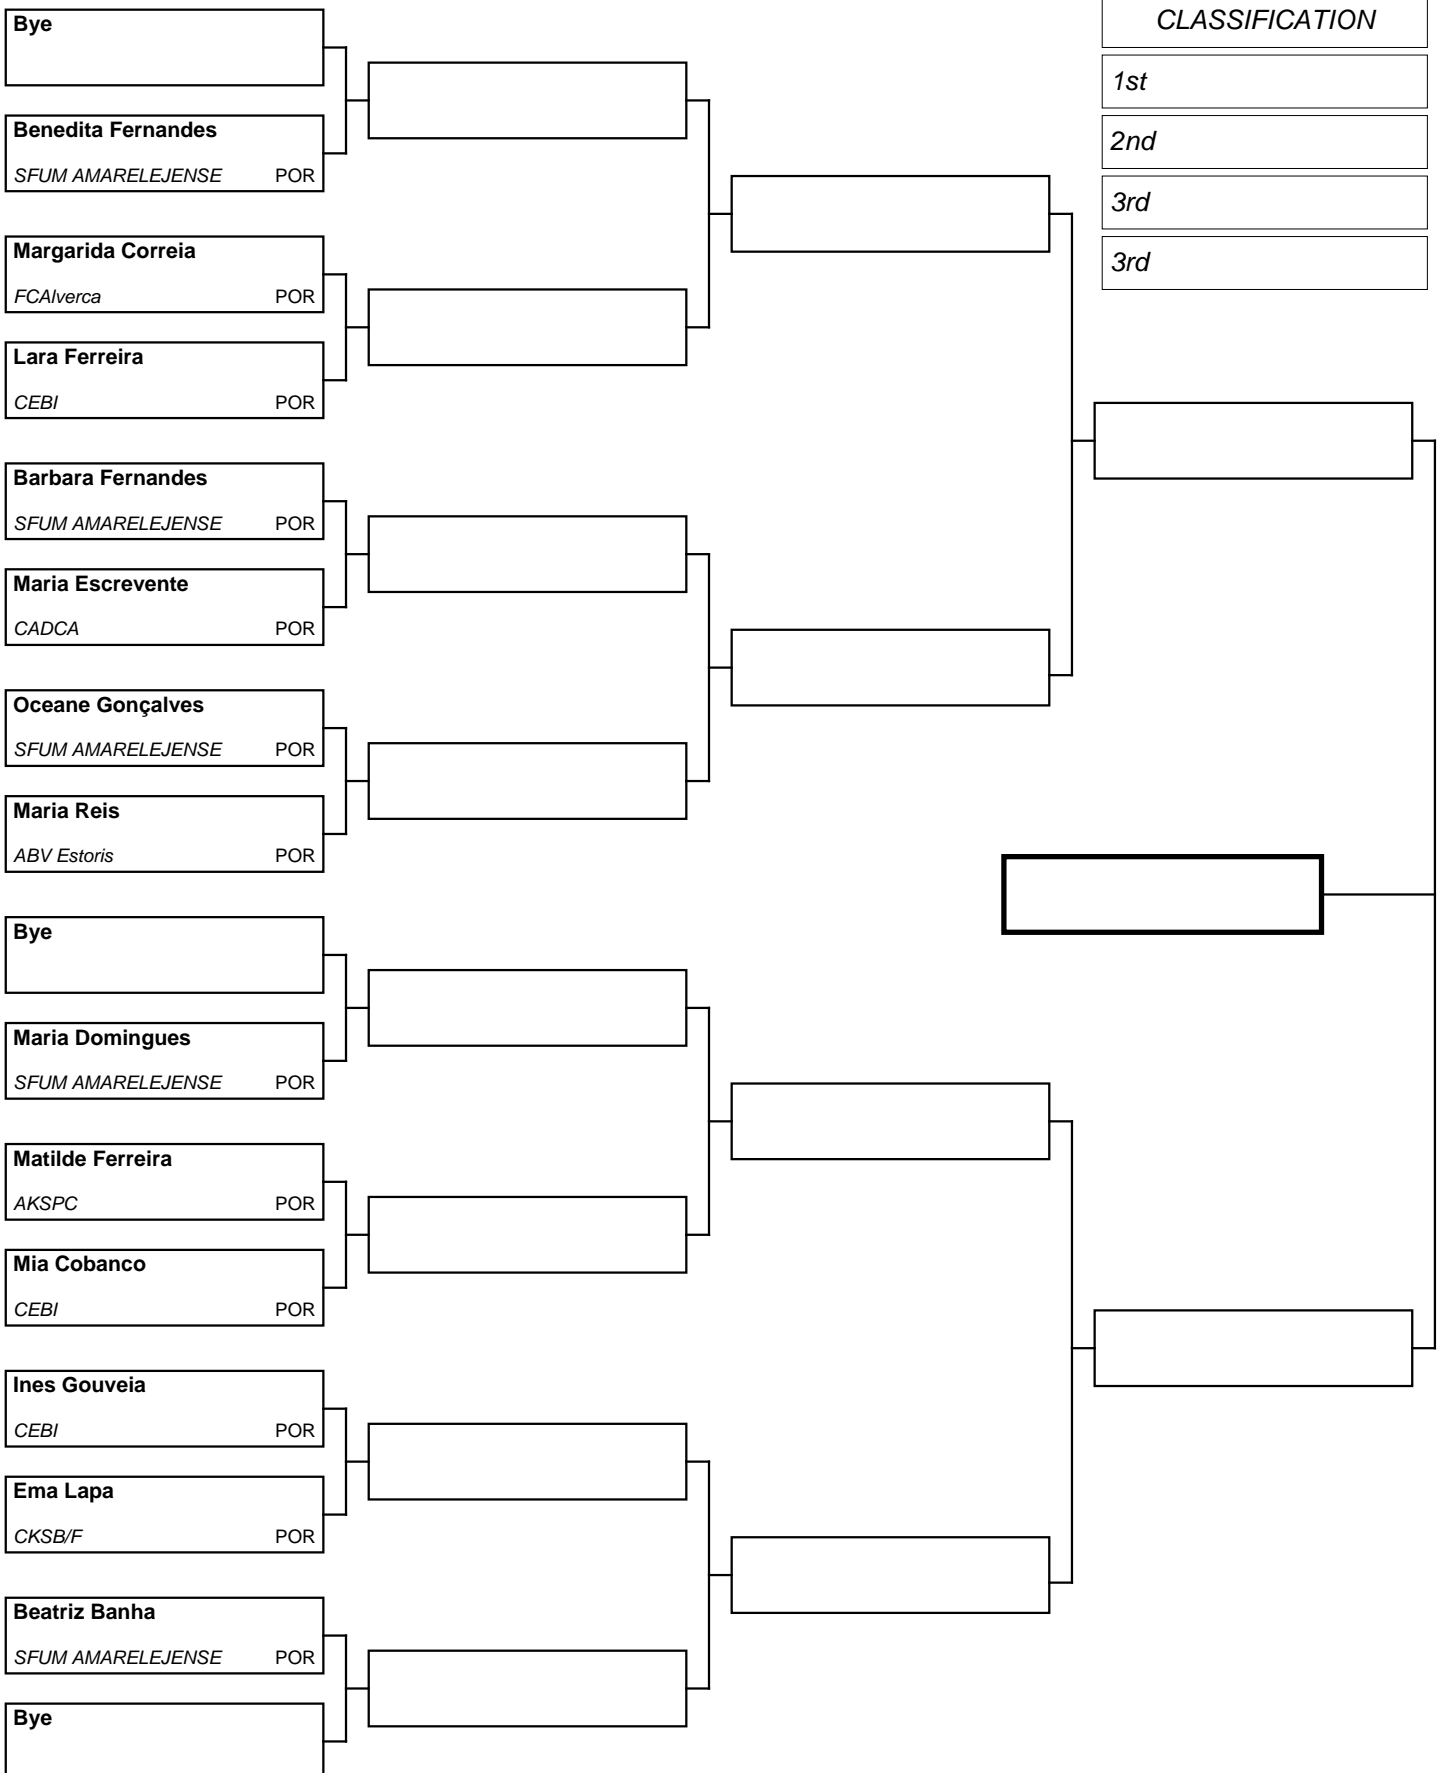 Bye
Benedita Fernandes
SFUM AMARELEJENSE POR
Margarida Correia
FCAlverca POR
Lara Ferreira
CEBI POR
Barbara Fernandes
SFUM AMARELEJENSE POR
Maria Escrevente
CADCA POR
Oceane Gonçalves
SFUM AMARELEJENSE POR
Maria Reis
ABV Estoris POR
Bye
Maria Domingues
SFUM AMARELEJENSE POR
Matilde Ferreira
AKSPC POR
Mia Cobanco
CEBI POR
Ines Gouveia
CEBI POR
Ema Lapa
CKSB/F POR
Beatriz Banha
SFUM AMARELEJENSE POR
Bye
CLASSIFICATION
1st
2nd
3rd
3rd